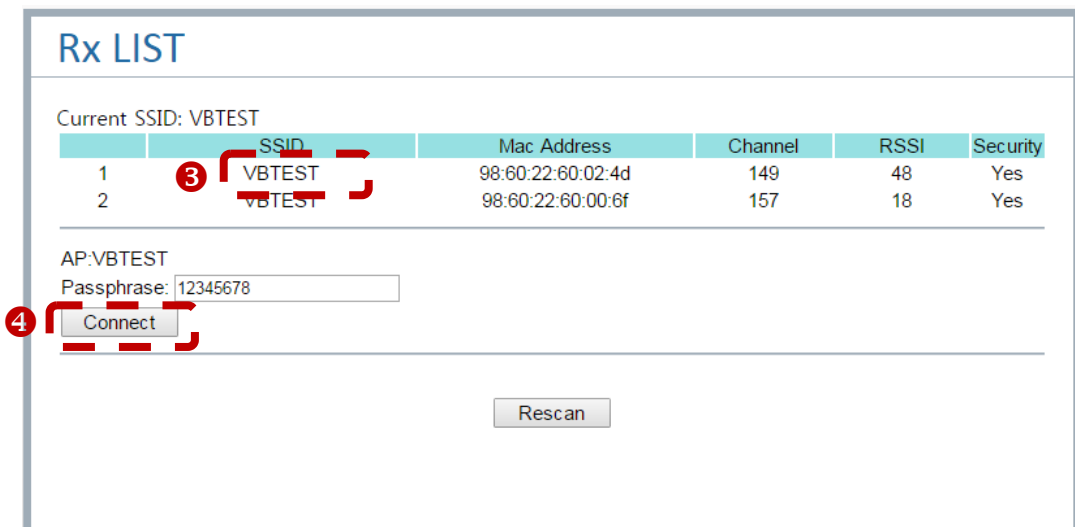 Rx LIST
Current SSID: VBTEST
SSID Mac Address Channel RSSI Security
1 VBTEST 98:60:22:60:02:4d 149 48 Yes
2 VBTEST 98:60:22:60:00:6f 157 18 Yes
3
AP:VBTEST
Passphrase: 12345678
4 Connect
Rescan